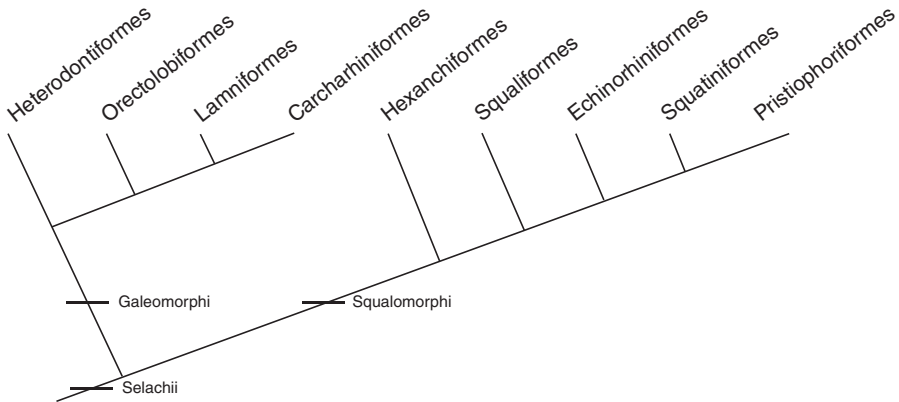 Heterodontiformes
Orectolobiformes
Lamniformes
Carcharhiniformes
Hexanchiformes
Squaliformes
Echinorhiniformes
Squatiniformes
Pristiophoriformes
Galeomorphi
Squalomorphi
Selachii